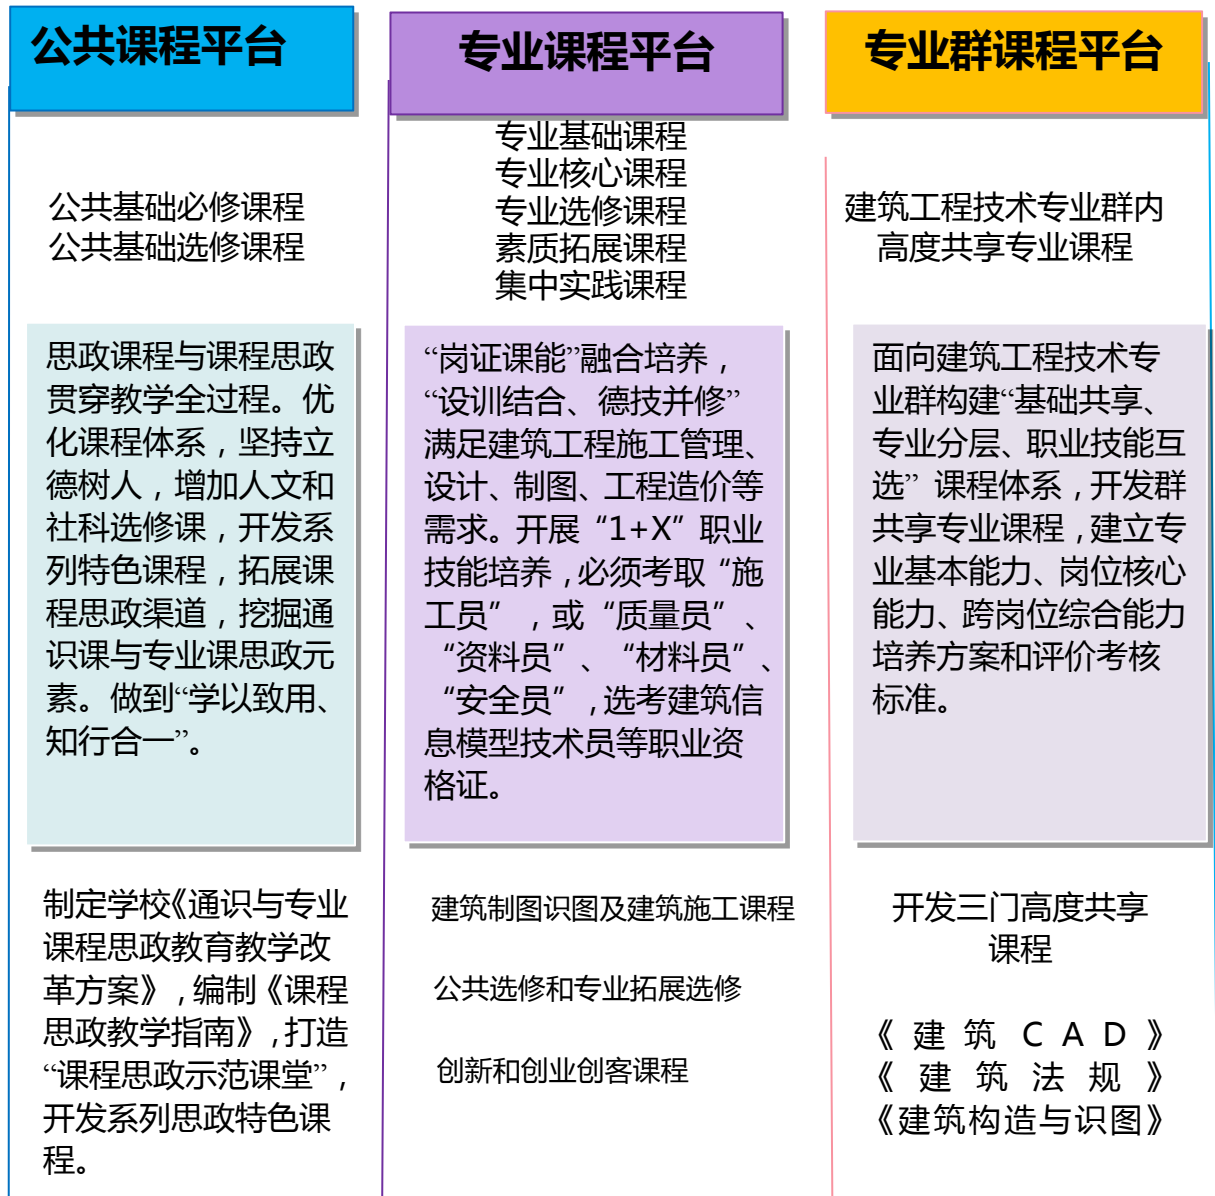 公共课程平台
公共基础必修课程
公共基础选修课程
思政课程与课程思政
贯穿教学全过程。优
化课程体系，坚持立
德树人，增加人文和
社科选修课，开发系
列特色课程，拓展课
程思政渠道，挖掘通
识课与专业课思政元
素。做到“学以致用、
知行合一”。
制定学校《通识与专业
课程思政教育教学改
革方案》，编制《课程
思政教学指南》，打造
“课程思政示范课堂”，
开发系列思政特色课
程。
专业课程平台
专业基础课程
专业核心课程
专业选修课程
素质拓展课程
集中实践课程
“岗证课能”融合培养，
“设训结合、德技并修”
满足建筑工程施工管理、
设计、制图、工程造价等
需求。开展“1+X”职业
技能培养，必须考取“施
工员”，或“质量员”、
“资料员”、“材料员”、
“安全员”，选考建筑信
息模型技术员等职业资
格证。
建筑制图识图及建筑施工课程
公共选修和专业拓展选修
创新和创业创客课程
专业群课程平台
建筑工程技术专业群内
高度共享专业课程
面向建筑工程技术专
业群构建“基础共享、
专业分层、职业技能互
选” 课程体系，开发群
共享专业课程，建立专
业基本能力、岗位核心
能力、跨岗位综合能力
培养方案和评价考核
标准。
开发三门高度共享
课程
《建筑CAD》
《建筑法规》
《建筑构造与识图》